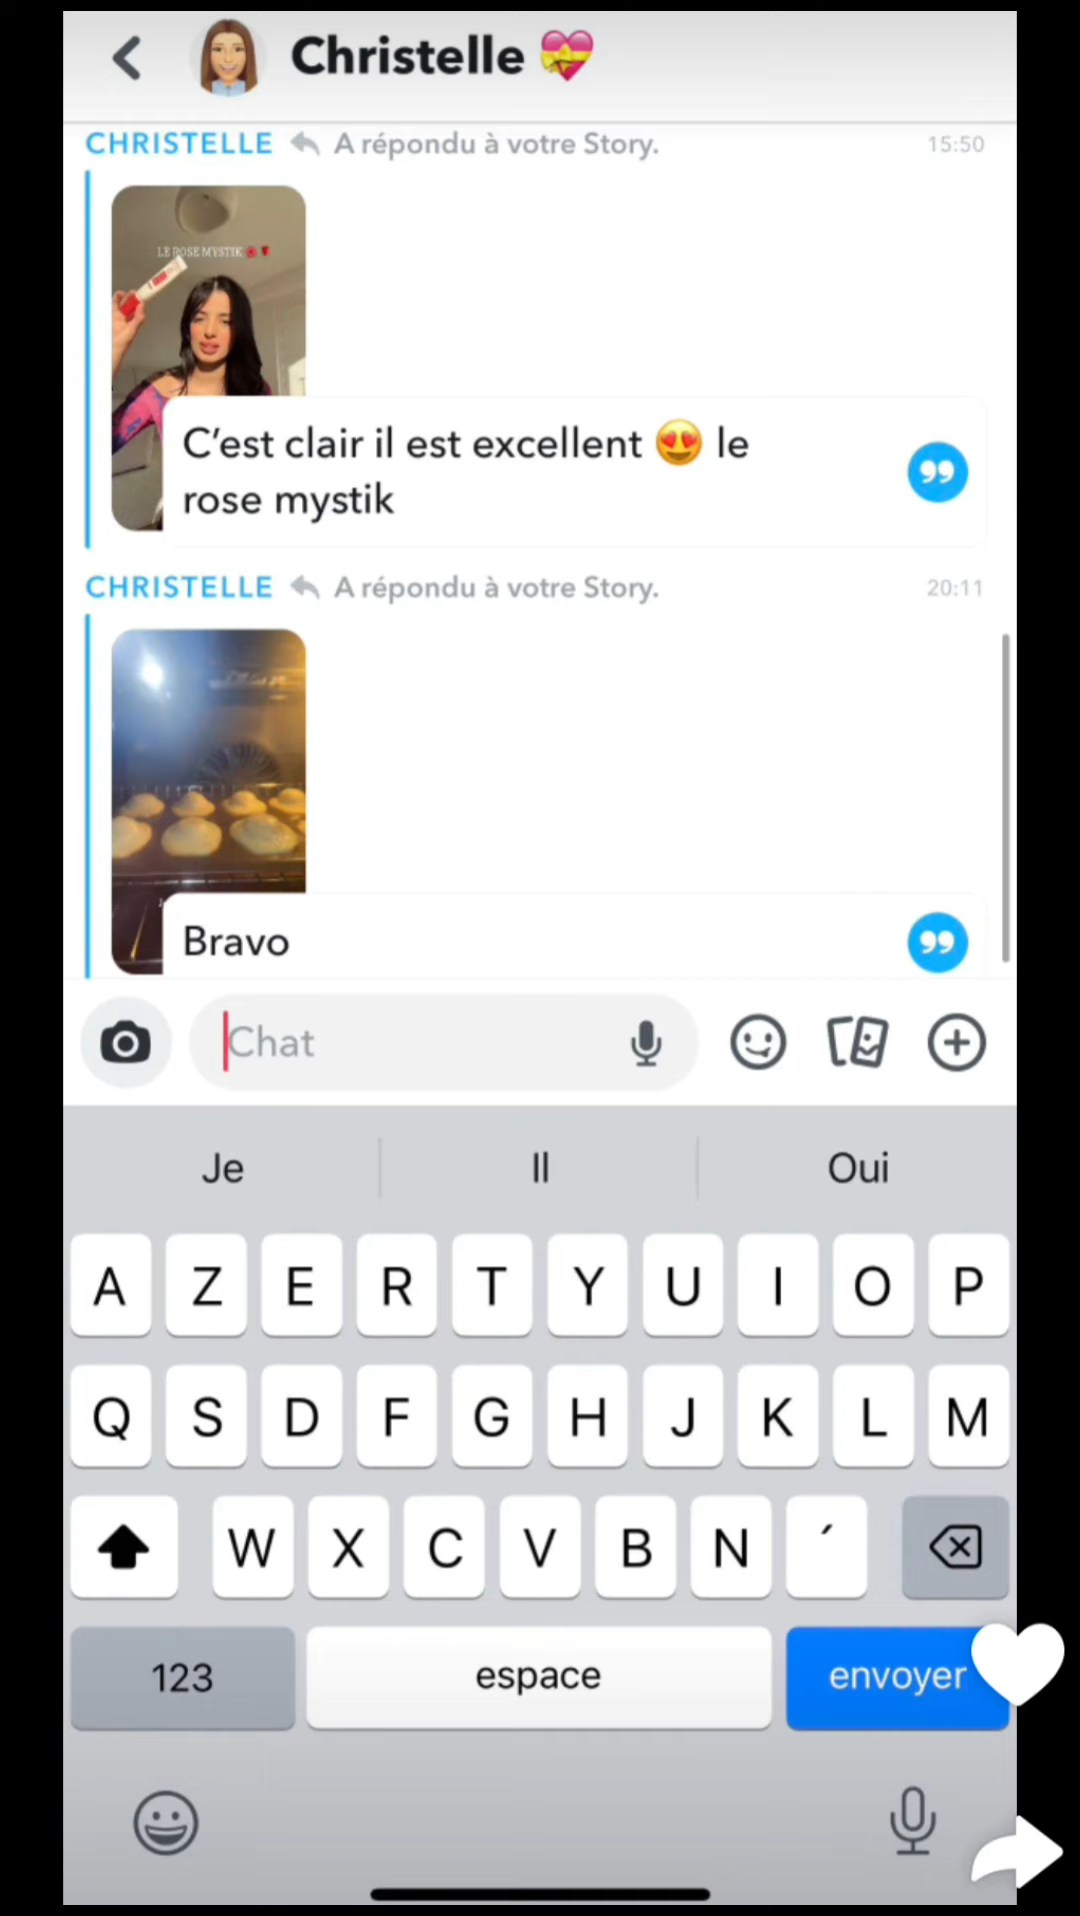 Christelle 💝
CHRISTELLE A répondu à votre Story. 15:50
LE ROSE MYSTIK
C’est clair il est excellent 😍 le
rose mystik
CHRISTELLE A répondu à votre Story. 20:11
Bravo
Chat
Je Il Oui
A Z E R T Y U I O P
Q S D F G H J K L M
W X C V B N ´
123 espace envoyer